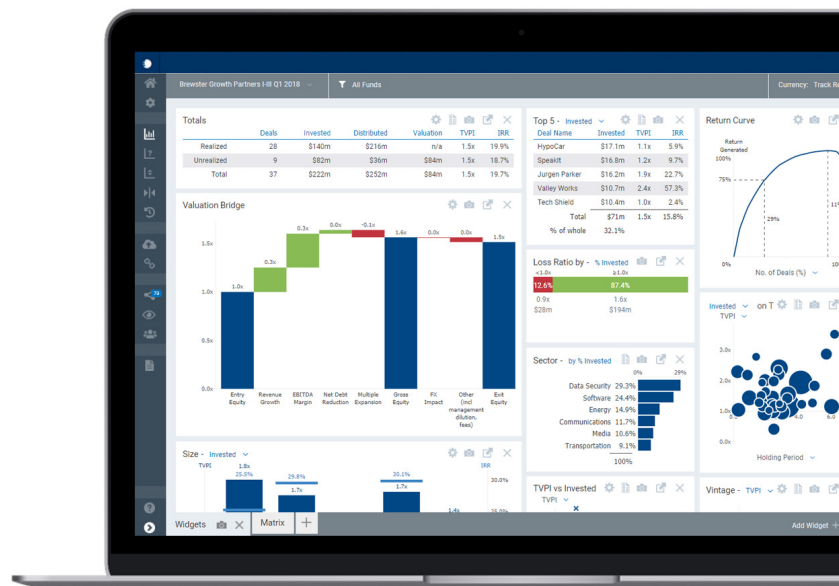 Brewster Growth Partners I-III Q1 2018
All Funds
Currency: Track Re
Totals
Deals Invested Distributed Valuation TVPI IRR
Realized 28 $140m $216m n/a 1.5x 19.9%
Unrealized 9 $82m $36m $84m 1.5x 18.7%
Total 37 $222m $252m $84m 1.5x 19.7%
Top 5 - Invested
Deal Name Invested TVPI IRR
HypoCar $17.1m 1.1x 5.9%
SpeakIt $16.8m 1.2x 9.7%
Jurgen Parker $16.2m 1.9x 22.7%
Valley Works $10.7m 2.4x 57.3%
Tech Shield $10.4m 1.0x 2.4%
Total $71m 1.5x 15.8%
% of whole 32.1%
Return Curve
Return
Generated
100%
75%
29%
11
0%
10
No. of Deals (%)
Valuation Bridge
1.5x
1.0x
0.5x
0.0x
1.0x
0.3x
0.3x
0.0x
-0.1x
1.6x
0.0x
0.0x
1.5x
Entry
Equity
Revenue
Growth
EBITDA
Margin
Net Debt
Reduction
Multiple
Expansion
Gross
Equity
FX
Impact
Other
(incl
management
dilution,
fees)
Exit
Equity
Loss Ratio by - % Invested
<1.0x ≥1.0x
12.6% 87.4%
0.9x 1.6x
$28m $194m
Sector - by % Invested
0% 29%
Data Security 29.3%
Software 24.4%
Energy 14.9%
Communications 11.7%
Media 10.6%
Transportation 9.1%
100%
Invested on T
TVPI
3.0x
2.0x
1.0x
0.0x
4.0
6.0
Holding Period
Size - Invested
TVPI IRR
1.8x
25.5%
29.8%
1.7x
30.1%
1.7x
1.4x
30.0%
25.0%
TVPI vs Invested
TVPI
Vintage - TVPI
79
Widgets
Matrix
Add Widget +